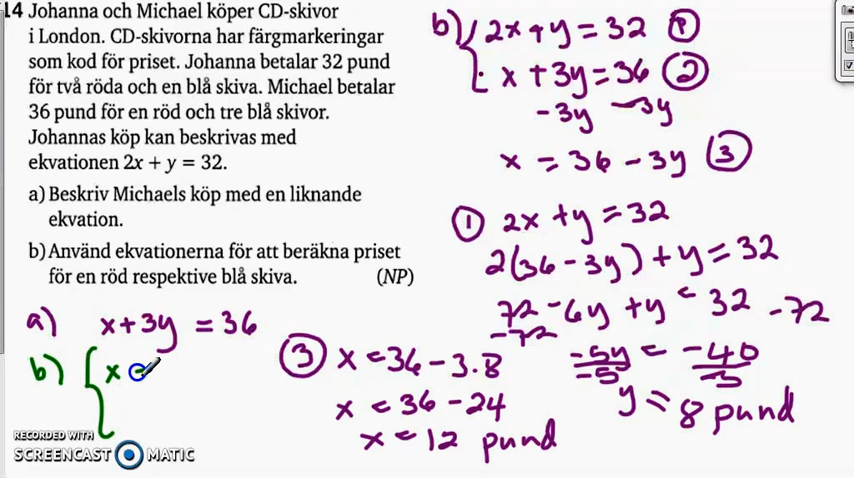 14 Johanna och Michael köper CD-skivor
i London. CD-skivorna har färgmarkeringar
som kod för priset. Johanna betalar 32 pund
för två röda och en blå skiva. Michael betalar
36 pund för en röd och tre blå skivor.
Johannas köp kan beskrivas med
ekvationen 2x + y = 32.
a) Beskriv Michaels köp med en liknande
ekvation.
b) Använd ekvationerna för att beräkna priset
för en röd respektive blå skiva. (NP)
a) x+3y = 36
b) { x =
RECORDED WITH
SCREENCAST MATIC
b) { 2x+y=32 ①
x+3y=36 ②
-3y -3y
x = 36-3y ③
① 2x+y=32
2(36-3y)+y=32
72-6y+y=32-72
-72
-5y = -40
-5 -5
y = 8 pund
③ x=36-3.8
x=36-24
x=12 pund